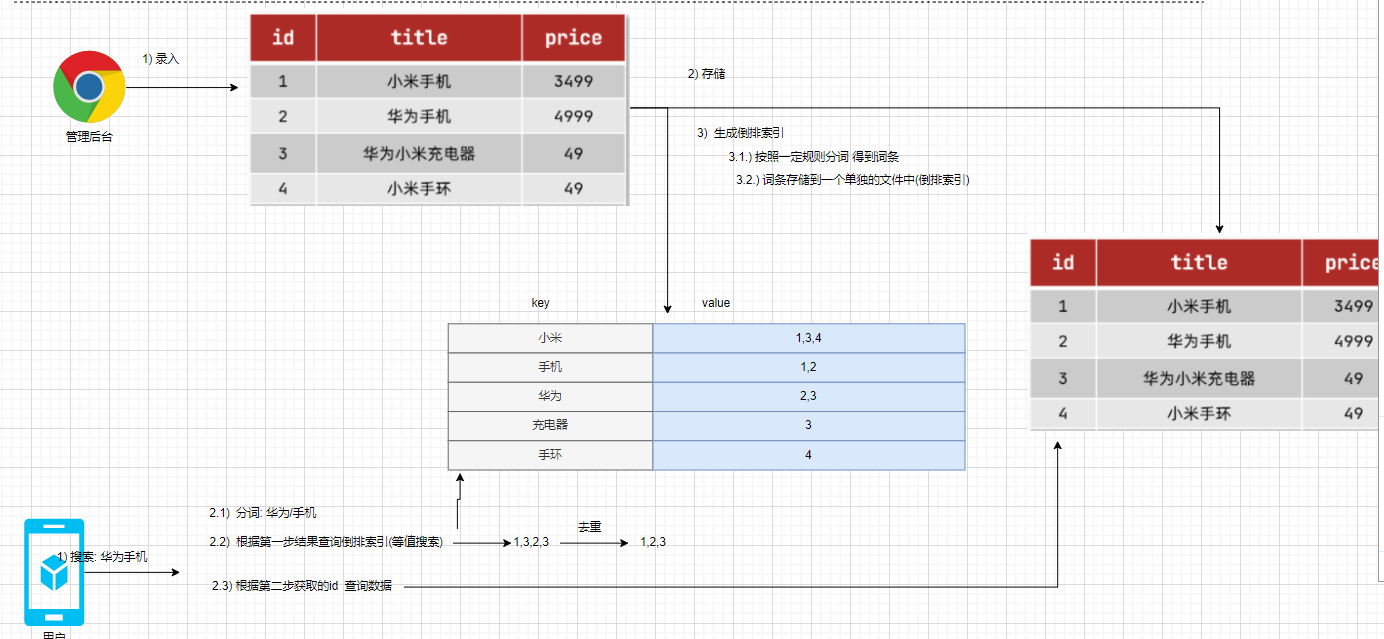 id title price
1 小米手机 3499
2 华为手机 4999
3 华为小米充电器 49
4 小米手环 49
1) 录入
管理后台
2) 存储
3) 生成倒排索引
3.1.) 按照一定规则分词 得到词条
3.2.) 词条存储到一个单独的文件中(倒排索引)
id title price
1 小米手机 3499
2 华为手机 4999
3 华为小米充电器 49
4 小米手环 49
key value
小米 1,3,4
手机 1,2
华为 2,3
充电器 3
手环 4
2.1) 分词: 华为/手机
2.2) 根据第一步结果查询倒排索引(等值搜索)
1,3,2,3
去重
1,2,3
1) 搜索: 华为手机
2.3) 根据第二步获取的id 查询数据
用户